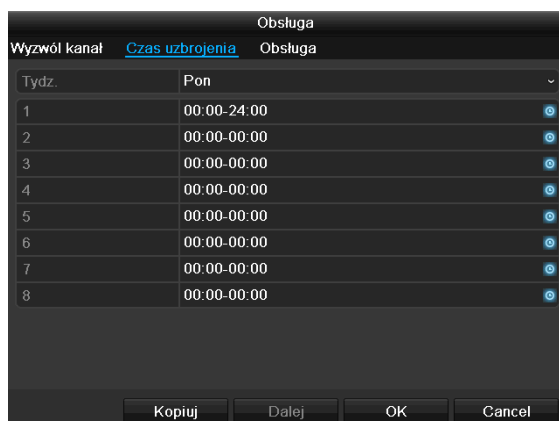 Obsługa
Wyzwól kanał Czas uzbrojenia Obsługa
Tydz. Pon
1 00:00-24:00
2 00:00-00:00
3 00:00-00:00
4 00:00-00:00
5 00:00-00:00
6 00:00-00:00
7 00:00-00:00
8 00:00-00:00
Kopiuj Dalej OK Cancel